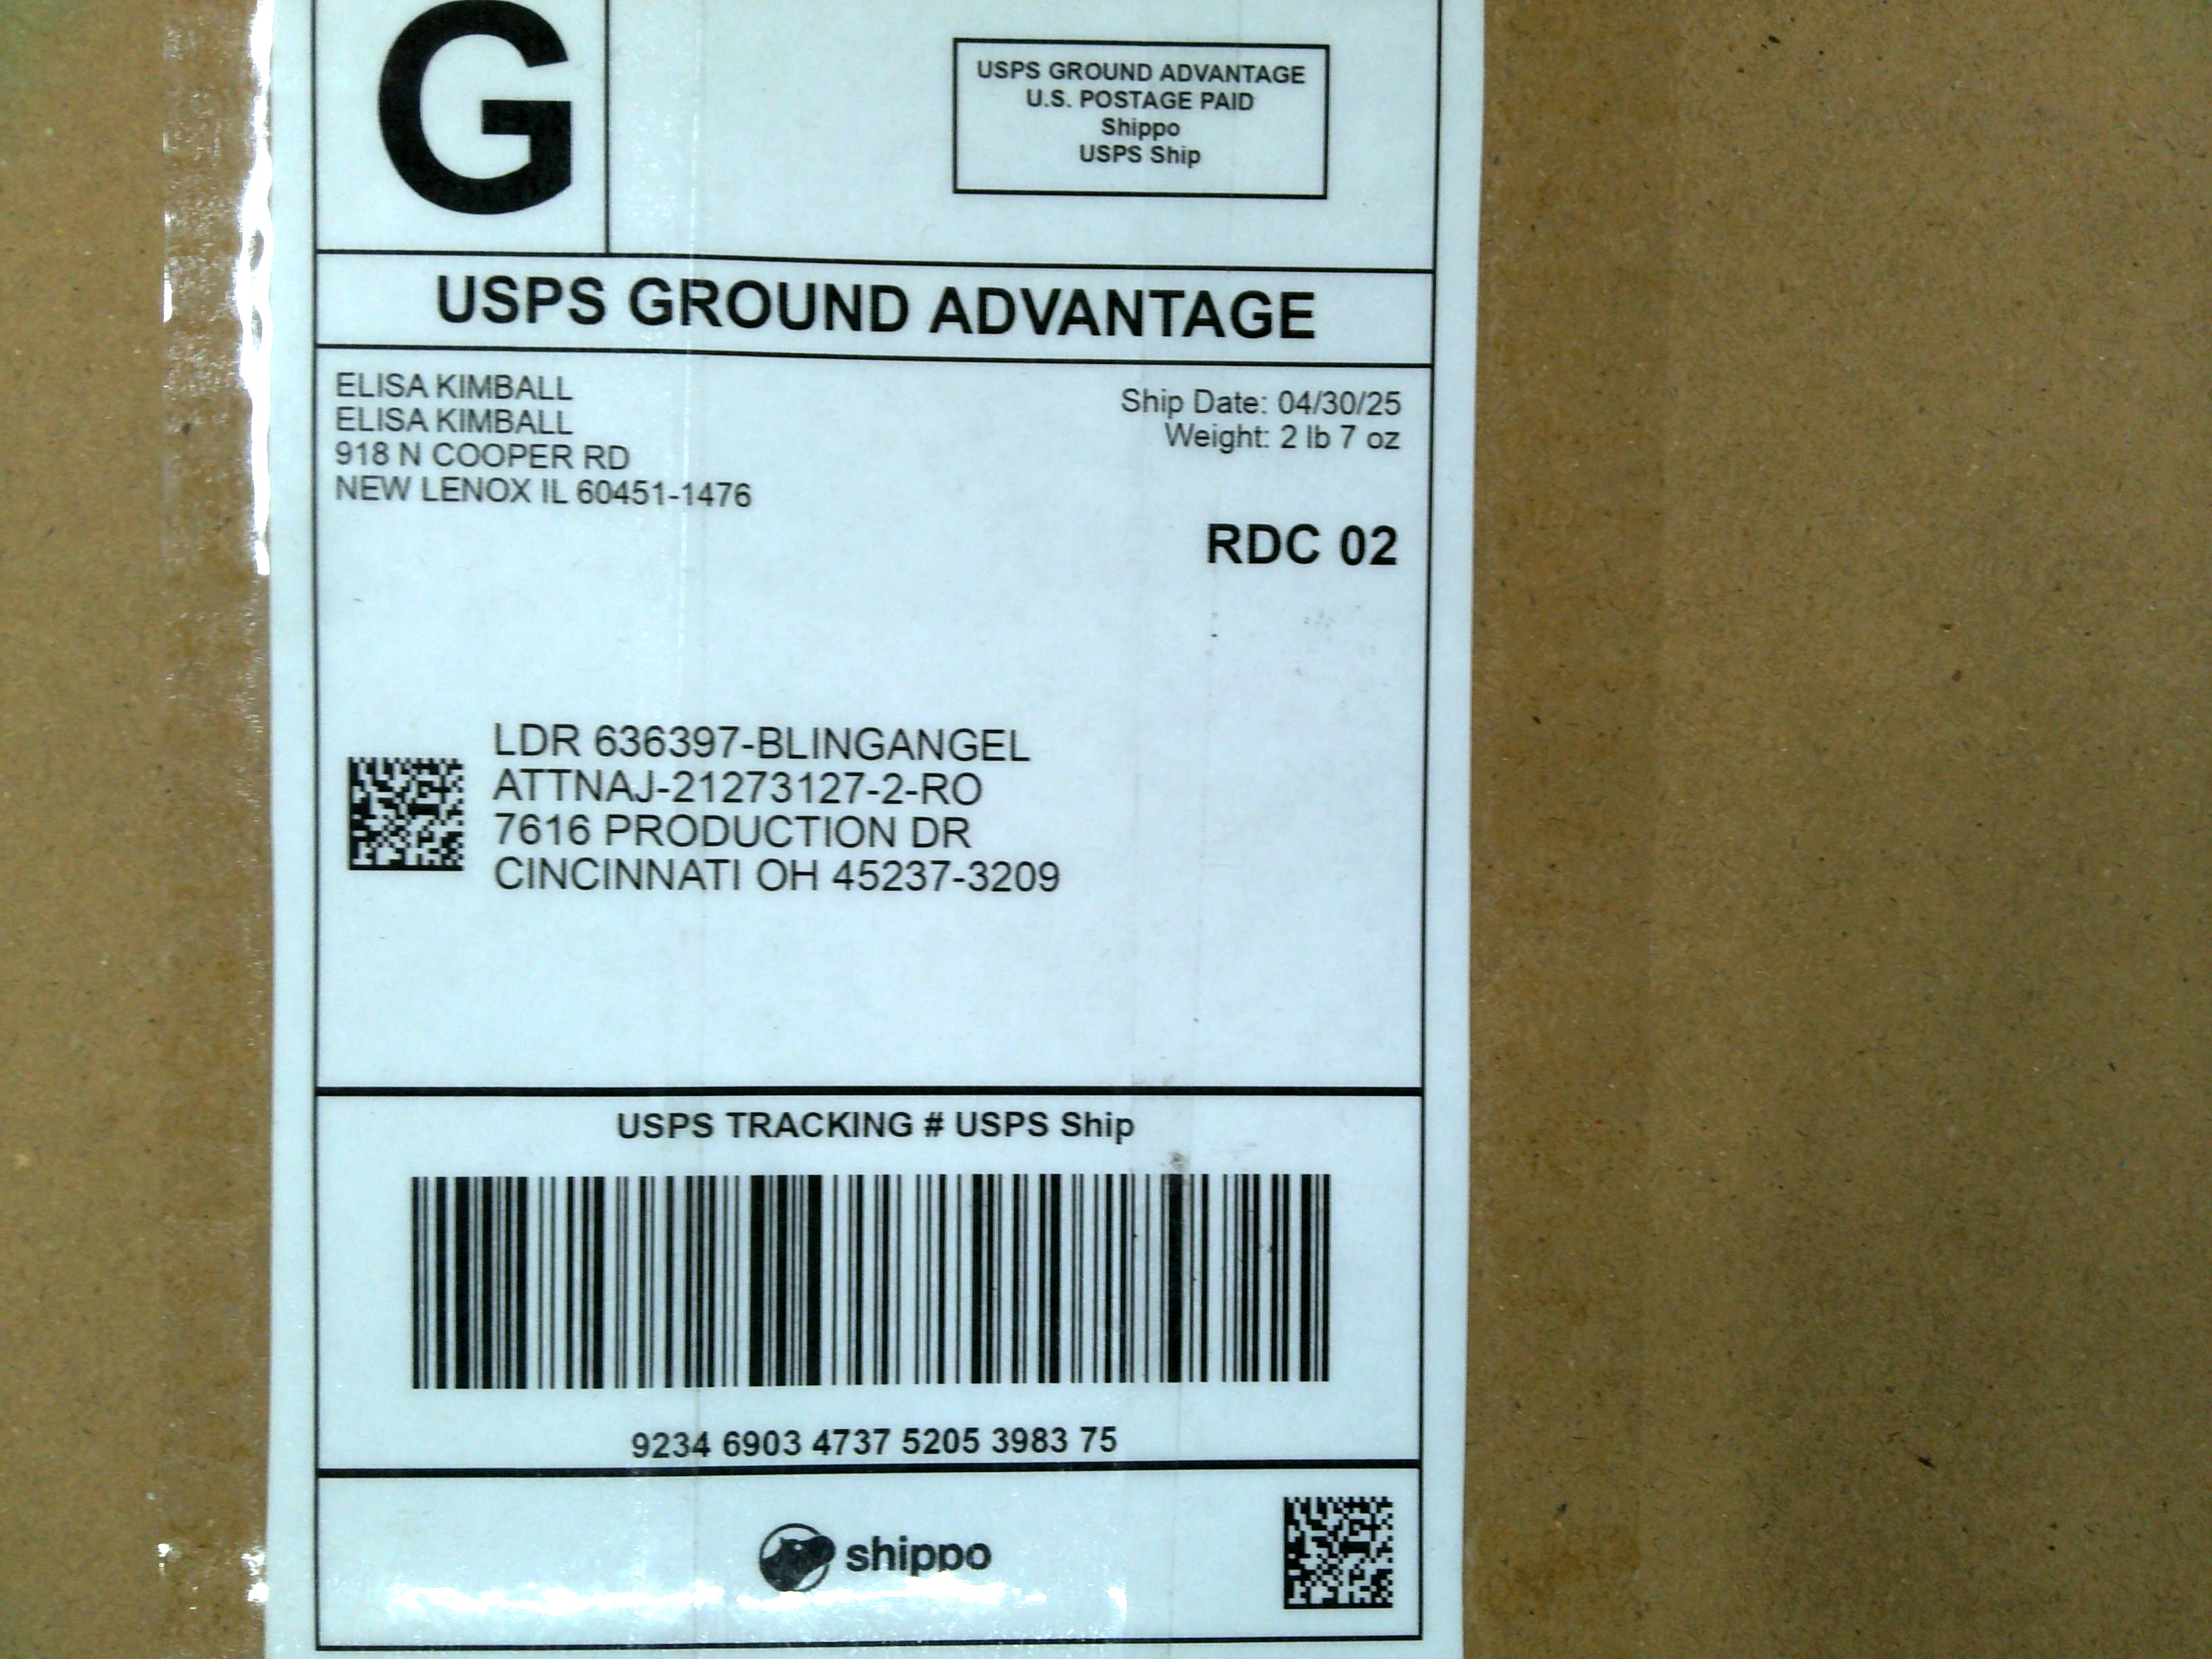 G
USPS GROUND ADVANTAGE
U.S. POSTAGE PAID
Shippo
USPS Ship
USPS GROUND ADVANTAGE
ELISA KIMBALL
ELISA KIMBALL
918 N COOPER RD
NEW LENOX IL 60451-1476
Ship Date: 04/30/25
Weight: 2 lb 7 oz
RDC 02
LDR 636397-BLINGANGEL
ATTNAJ-21273127-2-RO
7616 PRODUCTION DR
CINCINNATI OH 45237-3209
USPS TRACKING # USPS Ship
9234 6903 4737 5205 3983 75
shippo